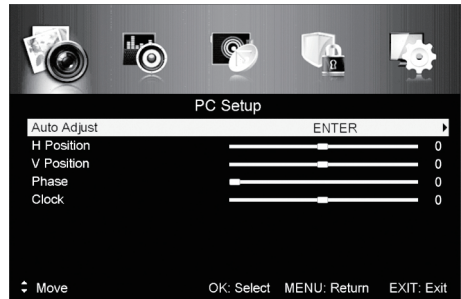 PC Setup
Auto Adjust ENTER
H Position 0
V Position 0
Phase 0
Clock 0
Move OK: Select MENU: Return EXIT: Exit